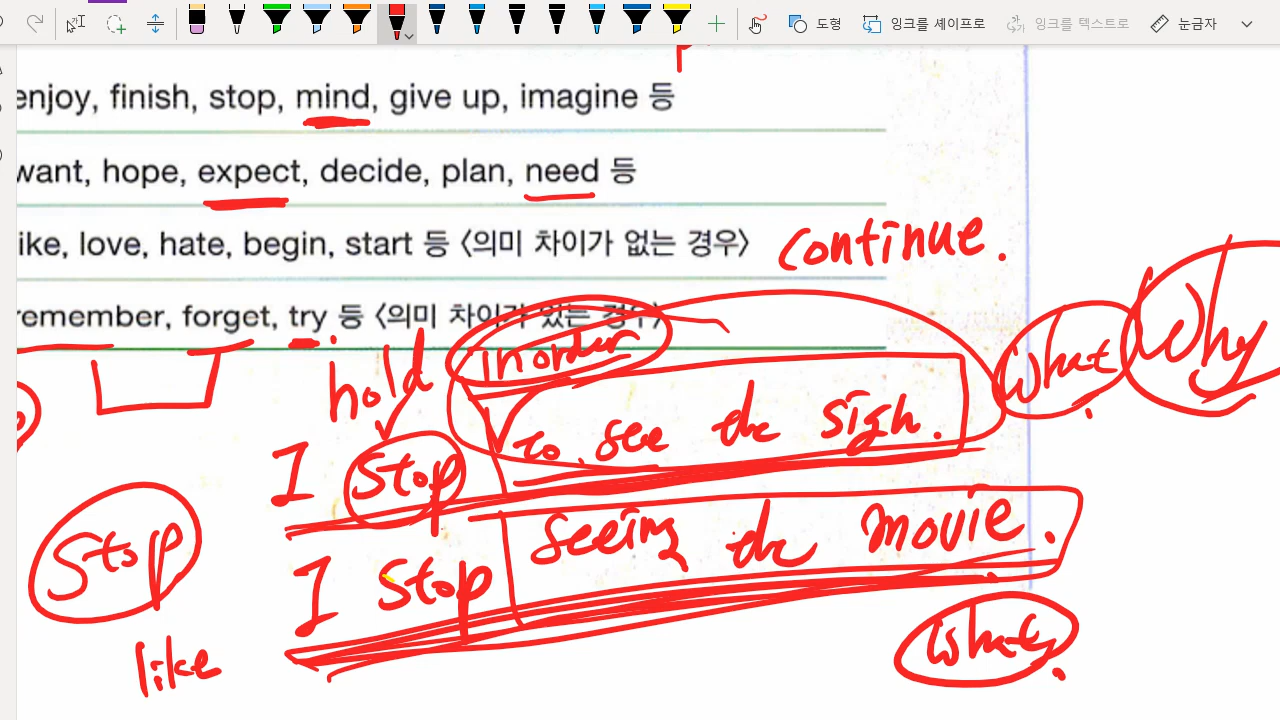 도형 잉크를 셰이프로 잉크를 텍스트로 눈금자
enjoy, finish, stop, mind, give up, imagine 등
want, hope, expect, decide, plan, need 등
like, love, hate, begin, start 등 〈의미 차이가 없는 경우〉 continue.
remember, forget, try 등 〈의미 차이가 있는 경우〉
hold in order What Why
I stop to see the sign.
I stop seeing the movie.
stop
like
What